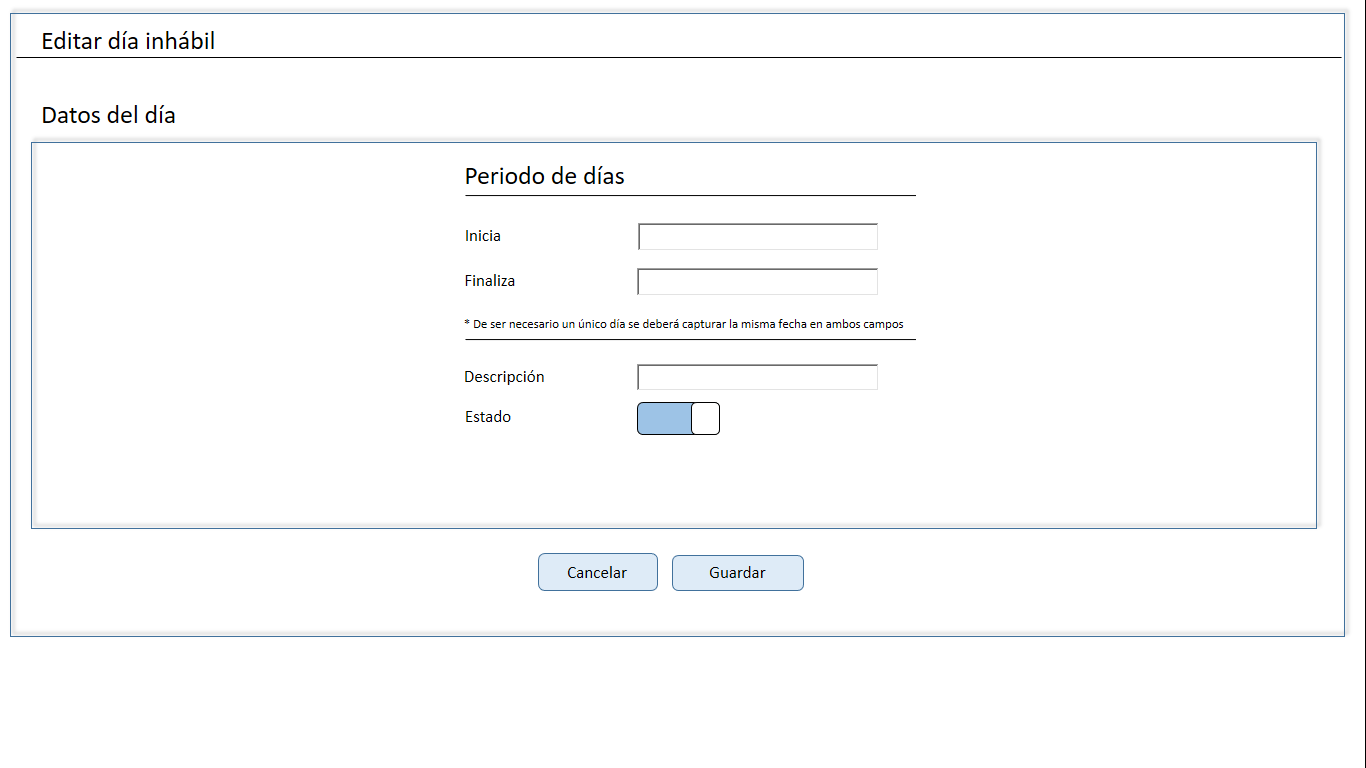 Editar día inhábil
Datos del día
Periodo de días
Inicia
Finaliza
* De ser necesario un único día se deberá capturar la misma fecha en ambos campos
Descripción
Estado
Cancelar
Guardar